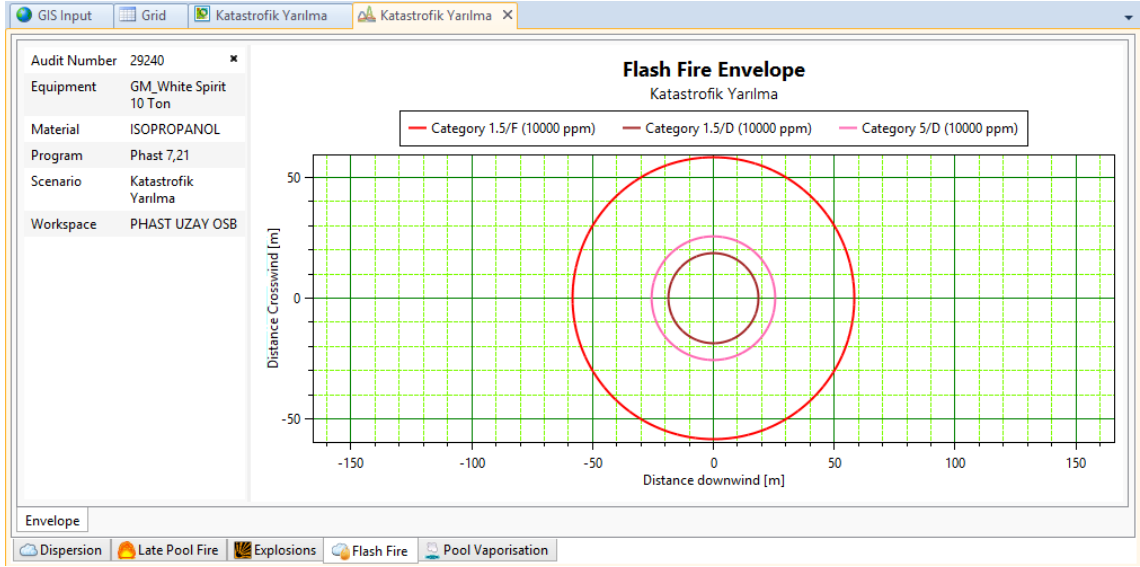 GIS Input Grid Katastrofik Yarılma Katastrofik Yarılma
Audit Number 29240
Equipment GM_White Spirit
10 Ton
Material ISOPROPANOL
Program Phast 7,21
Scenario Katastrofik
Yarılma
Workspace PHAST UZAY OSB
Flash Fire Envelope
Katastrofik Yarılma
Category 1.5/F (10000 ppm) Category 1.5/D (10000 ppm) Category 5/D (10000 ppm)
50
0
-50
Distance Crosswind [m]
-150 -100 -50 0 50 100 150
Distance downwind [m]
Envelope
Dispersion Late Pool Fire Explosions Flash Fire Pool Vaporisation